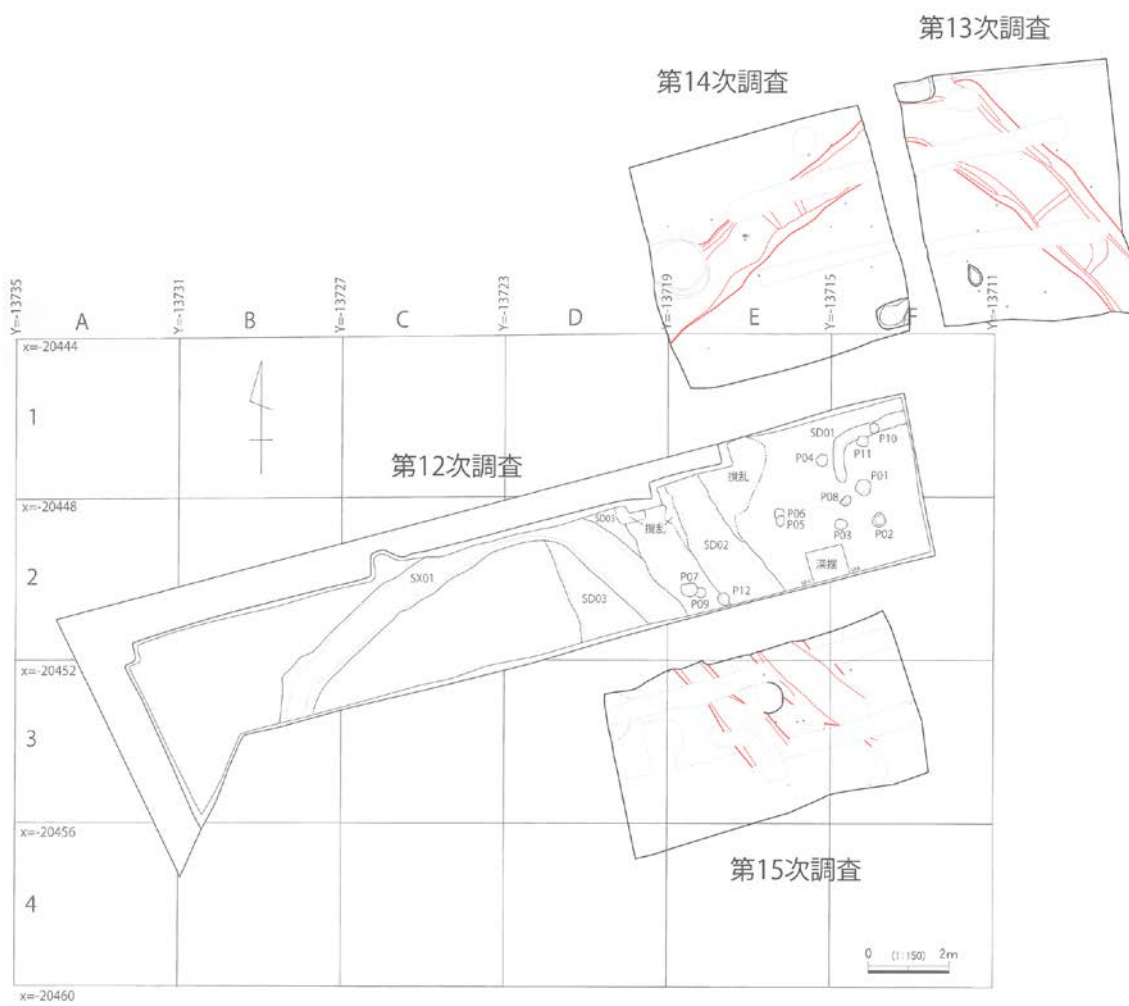 第13次調査
第14次調査
Y=-13735
Y=-13731
Y=-13727
Y=-13723
Y=-13719
Y=-13715
Y=-13711
A
B
C
D
E
F
x=-20444
1
第12次調査
SD01
P10
P11
P04
攪乱
P01
x=-20448
P08
P06
P05
P03
P02
SD03
攪乱
SD02
2
SX01
深掘
P07
P09
P12
SD03
x=-20452
3
x=-20456
第15次調査
4
0 (1:150) 2m
x=-20460